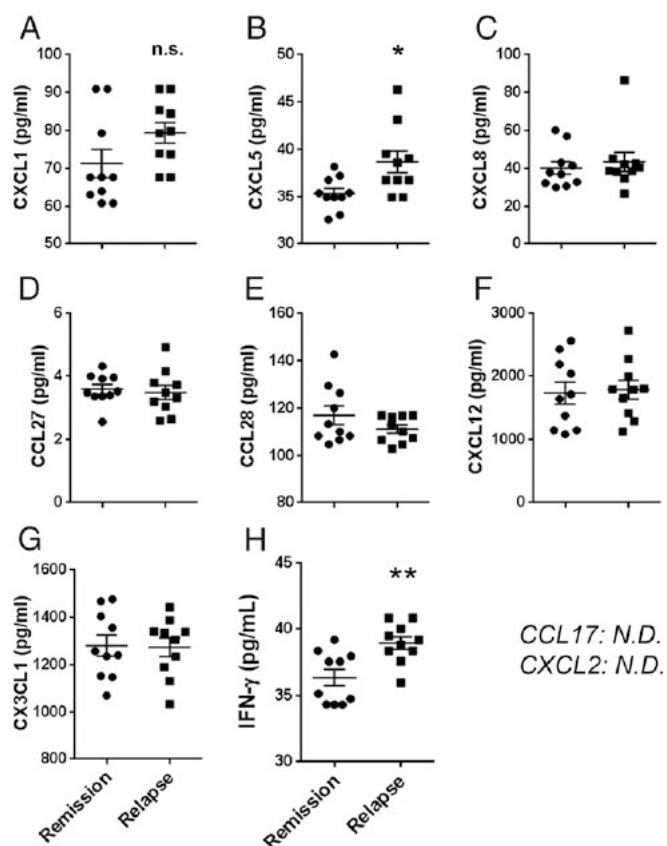 A
n.s.
CXCL1 (pg/ml)
100
90
80
70
60
50
B
*
CXCL5 (pg/ml)
50
45
40
35
30
C
CXCL8 (pg/ml)
100
80
60
40
20
0
D
CCL27 (pg/ml)
6
4
2
0
E
CCL28 (pg/ml)
160
140
120
100
80
F
CXCL12 (pg/ml)
3000
2000
1000
0
G
CX3CL1 (pg/ml)
1600
1400
1200
1000
800
Remission
Relapse
H
**
IFN-γ (pg/mL)
45
40
35
30
Remission
Relapse
CCL17: N.D.
CXCL2: N.D.